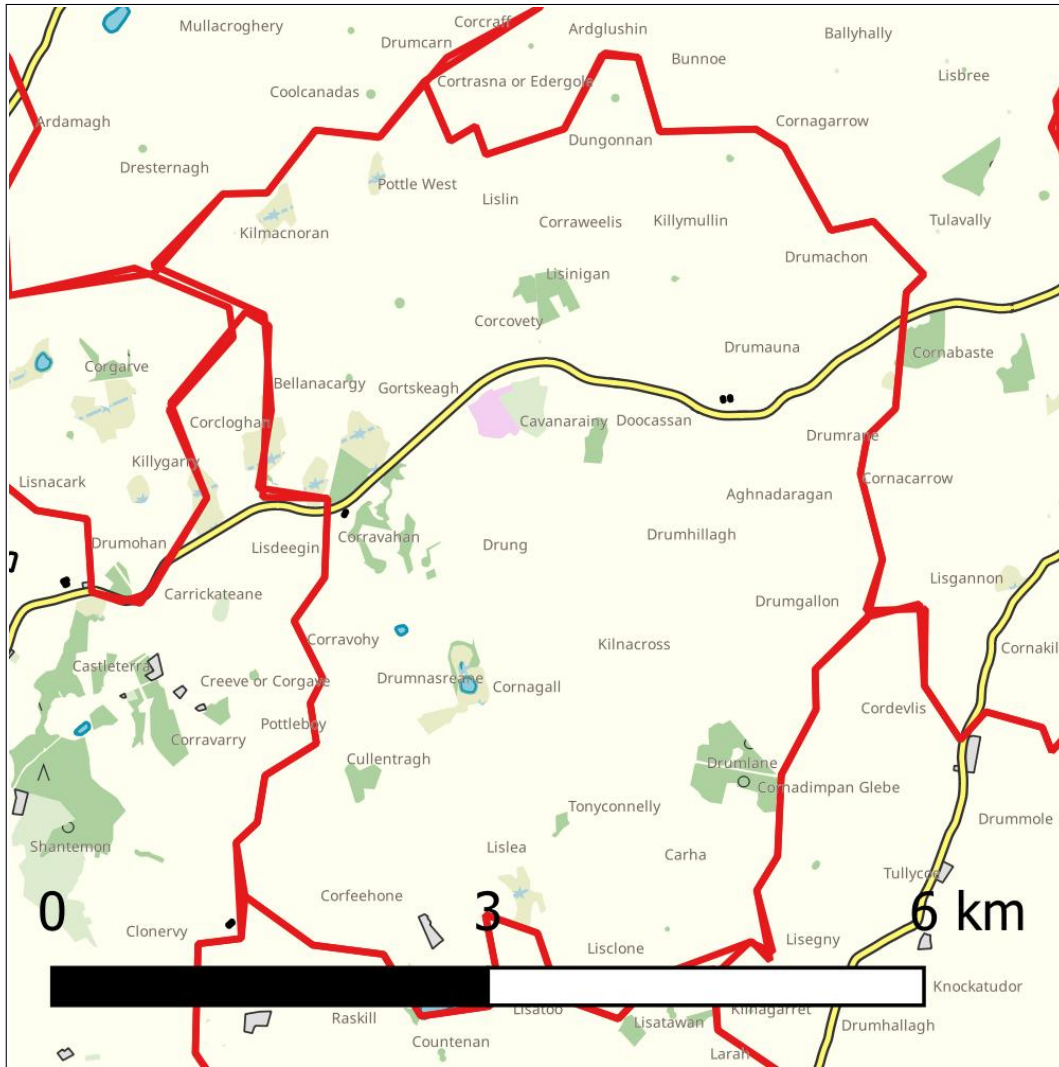 Mullacroghery
Corcraff
Drumcarn
Ardglushin
Ballyhally
Bunnoe
Lisbree
Cortrasna or Edergole
Coolcanadas
Ardamagh
Cornagarrow
Dungonnan
Dresternagh
Pottle West
Lislin
Kilmacnoran
Corraweelis
Killymullin
Tulavally
Drumachon
Lisinigan
Corcovety
Drumauna
Cornabaste
Corgarve
Bellanacargy
Gortskeagh
Corcloghan
Cavanarainy
Doocassan
Drumrane
Killygarry
Lisnacark
Cornacarrow
Aghnadaragan
Drumohan
Lisdeegin
Corravahan
Drung
Drumhillagh
Lisgannon
Carrickateane
Drumgallon
Corravohy
Kilnacross
Cornakil
Castleterra
Creeve or Corgave
Drumnasreane
Cornagall
Cordevlis
Pottleboy
Corravarry
Cullentragh
Drumlane
Cornadimpan Glebe
Tonyconnelly
Drummole
Shantemon
Lislea
Carha
Tullycoe
Corfeehone
0
3
6 km
Clonervy
Lisclone
Lisegny
Knockatudor
Raskill
Lisatoo
Lisatawan
Kilnagarret
Drumhallagh
Countenan
Larah